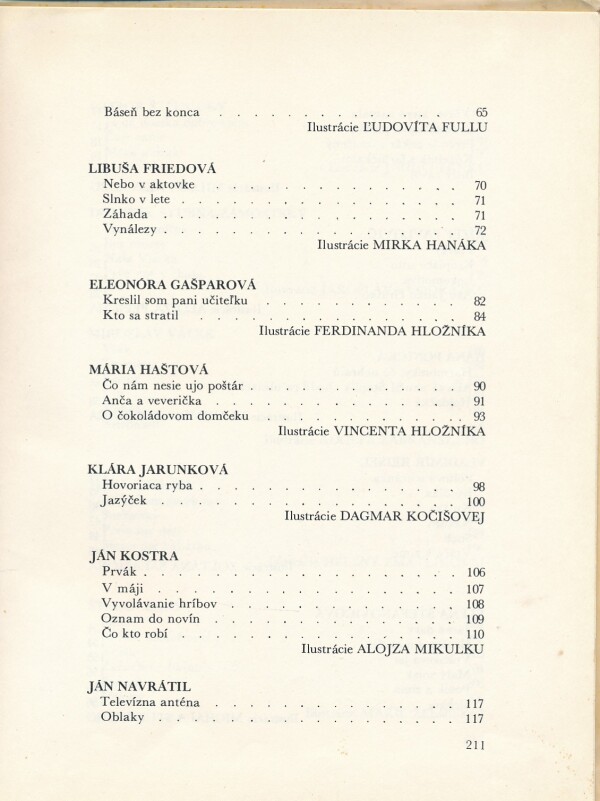 Báseň bez konca . . . . . . . . . . . . . . 65
Ilustrácie ĽUDOVÍTA FULLU
LIBUŠA FRIEDOVÁ
Nebo v aktovke . . . . . . . . . . . . . . 70
Slnko v lete . . . . . . . . . . . . . . . . 71
Záhada . . . . . . . . . . . . . . . . . 71
Vynálezy . . . . . . . . . . . . . . . . . 72
Ilustrácie MIRKA HANÁKA
ELEONÓRA GAŠPAROVÁ
Kreslil som pani učiteľku . . . . . . . . . . . 82
Kto sa stratil . . . . . . . . . . . . . . . 84
Ilustrácie FERDINANDA HLOŽNÍKA
MÁRIA HAŠTOVÁ
Čo nám nesie ujo poštár . . . . . . . . . . . . 90
Anča a veverička . . . . . . . . . . . . . . 91
O čokoládovom domčeku . . . . . . . . . . . 93
Ilustrácie VINCENTA HLOŽNÍKA
KLÁRA JARUNKOVÁ
Hovoriaca ryba . . . . . . . . . . . . . . . 98
Jazýček . . . . . . . . . . . . . . . . . 100
Ilustrácie DAGMAR KOČIŠOVEJ
JÁN KOSTRA
Prvák . . . . . . . . . . . . . . . . . . 106
V máji . . . . . . . . . . . . . . . . . 107
Vyvolávanie hríbov . . . . . . . . . . . . . 108
Oznam do novín . . . . . . . . . . . . . . 109
Čo kto robí . . . . . . . . . . . . . . . . 110
Ilustrácie ALOJZA MIKULKU
JÁN NAVRÁTIL
Televízna anténa . . . . . . . . . . . . . . 117
Oblaky . . . . . . . . . . . . . . . . . 117
211